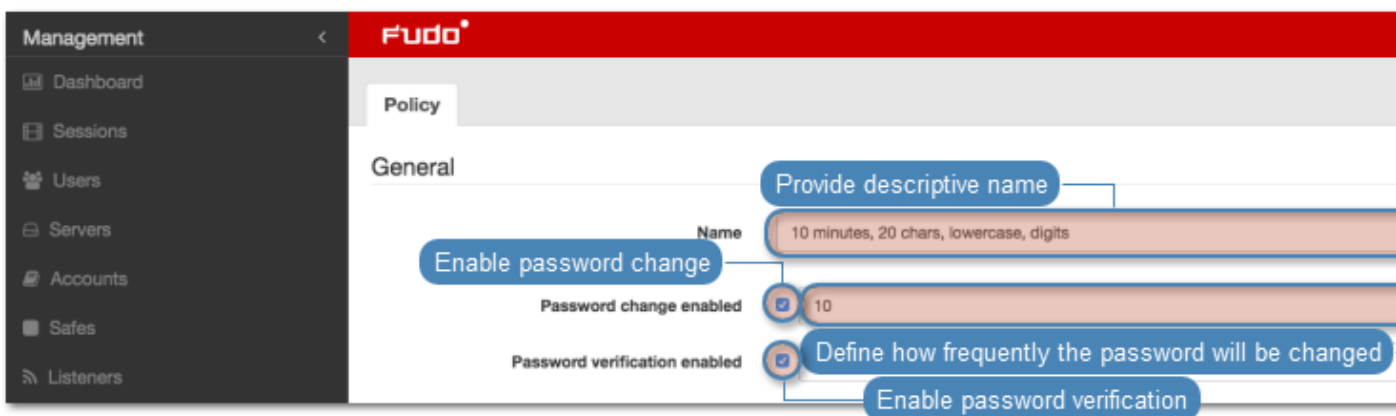 Management
Fudo
Dashboard
Policy
Sessions
General
Users
Provide descriptive name
Servers
Name
10 minutes, 20 chars, lowercase, digits
Enable password change
Accounts
Password change enabled
10
Safes
Password verification enabled
Define how frequently the password will be changed
Listeners
Enable password verification